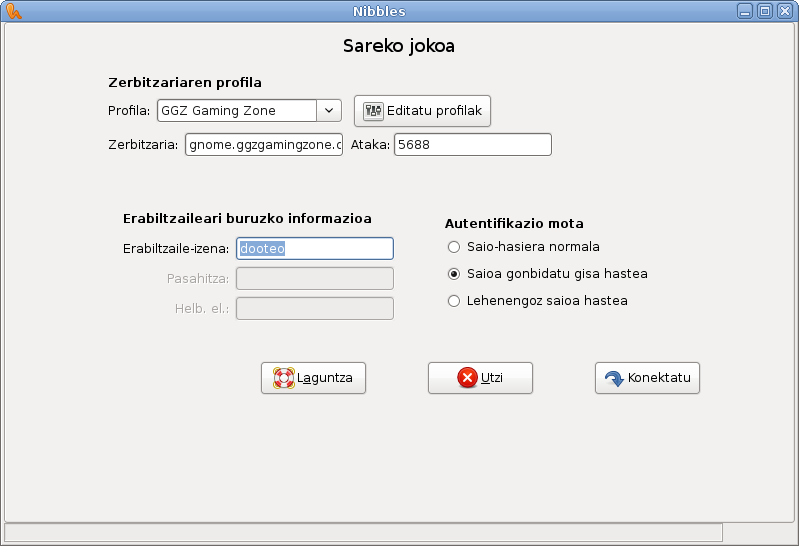 Nibbles
Sareko jokoa
Zerbitzariaren profila
Profila: GGZ Gaming Zone Editatu profilak
Zerbitzaria: gnome.ggzgamingzone. Ataka: 5688
Erabiltzaileari buruzko informazioa
Erabiltzaile-izena: dooteo
Pasahitza:
Helb. el.:
Autentifikazio mota
Saio-hasiera normala
Saioa gonbidatu gisa hastea
Lehenengoz saioa hastea
Laguntza Utzi Konektatu